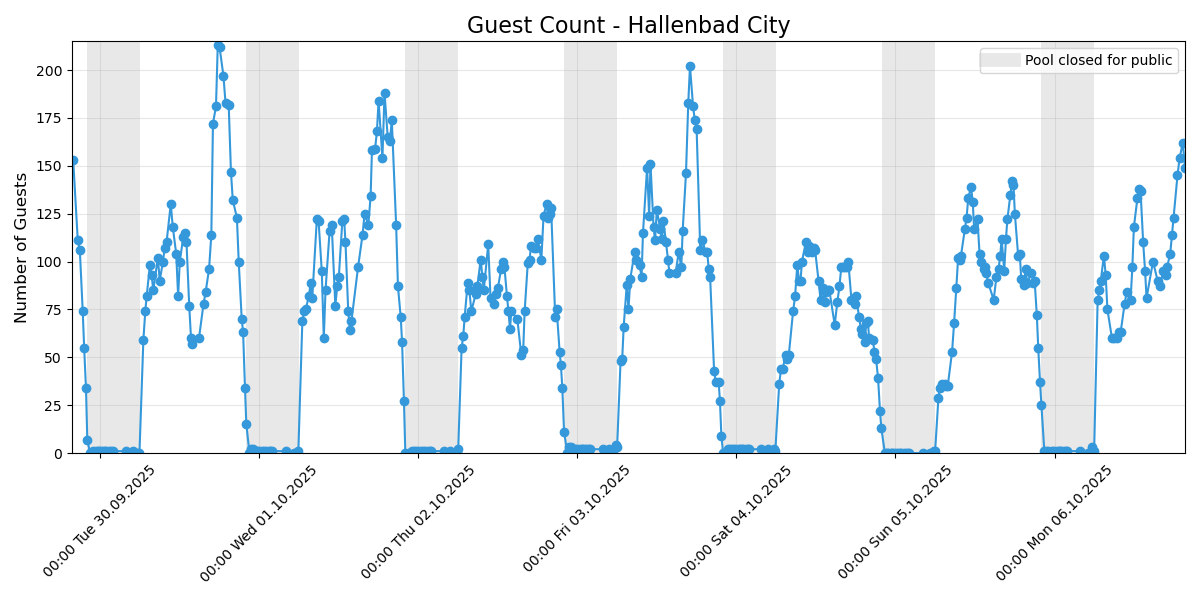 Guest Count - Hallenbad City
Pool closed for public
Number of Guests
200
175
150
125
100
75
50
25
0
00:00 Tue 30.09.2025
00:00 Wed 01.10.2025
00:00 Thu 02.10.2025
00:00 Fri 03.10.2025
00:00 Sat 04.10.2025
00:00 Sun 05.10.2025
00:00 Mon 06.10.2025